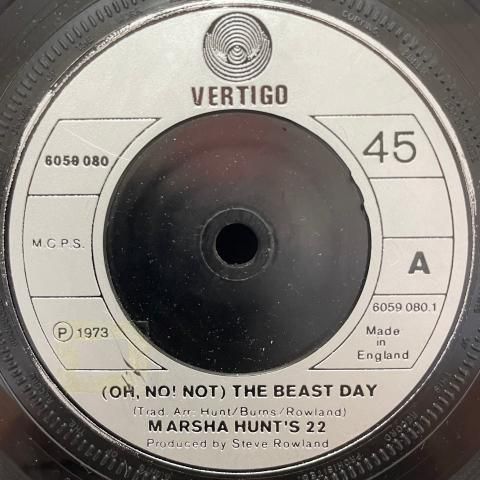 VERTIGO
6059 080
45
M.C.P.S.
A
6059 080.1
℗ 1973
Made in
England
(OH, NO! NOT) THE BEAST DAY
(Trad. Arr: Hunt/Burns/Rowland)
MARSHA HUNT'S 22
Produced by Steve Rowland